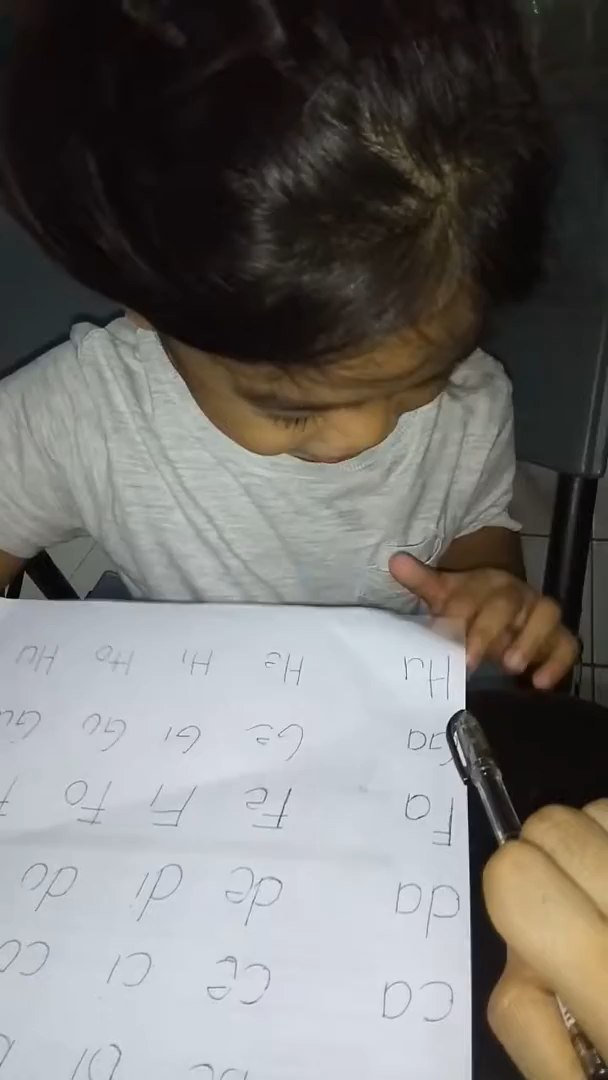 bi
ca ce ci co
da de di do
Fa Fe Fi Fo
Ga Ge Gi Go Gu
Ha He Hi Ho Hu